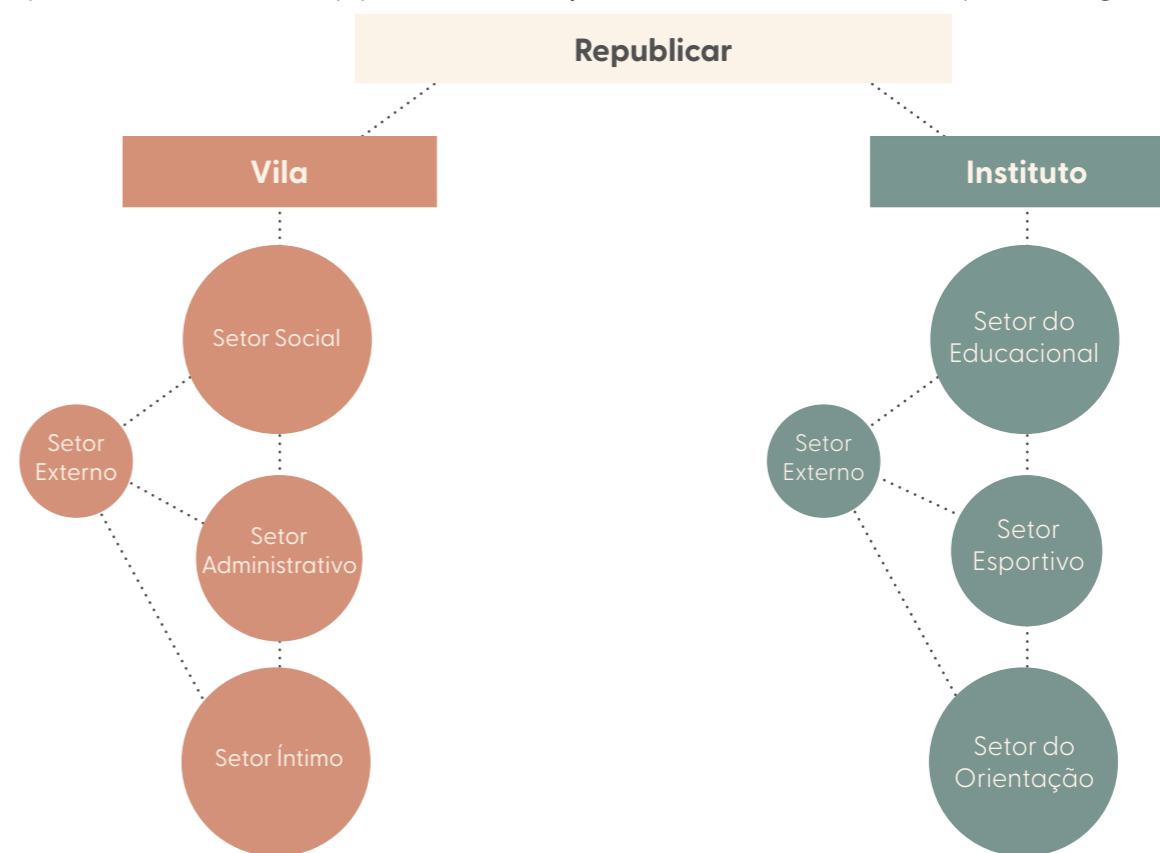 Republicar
Vila
Instituto
Setor Social
Setor
Externo
Setor
Administrativo
Setor Íntimo
Setor do
Educacional
Setor
Externo
Setor
Esportivo
Setor do
Orientação